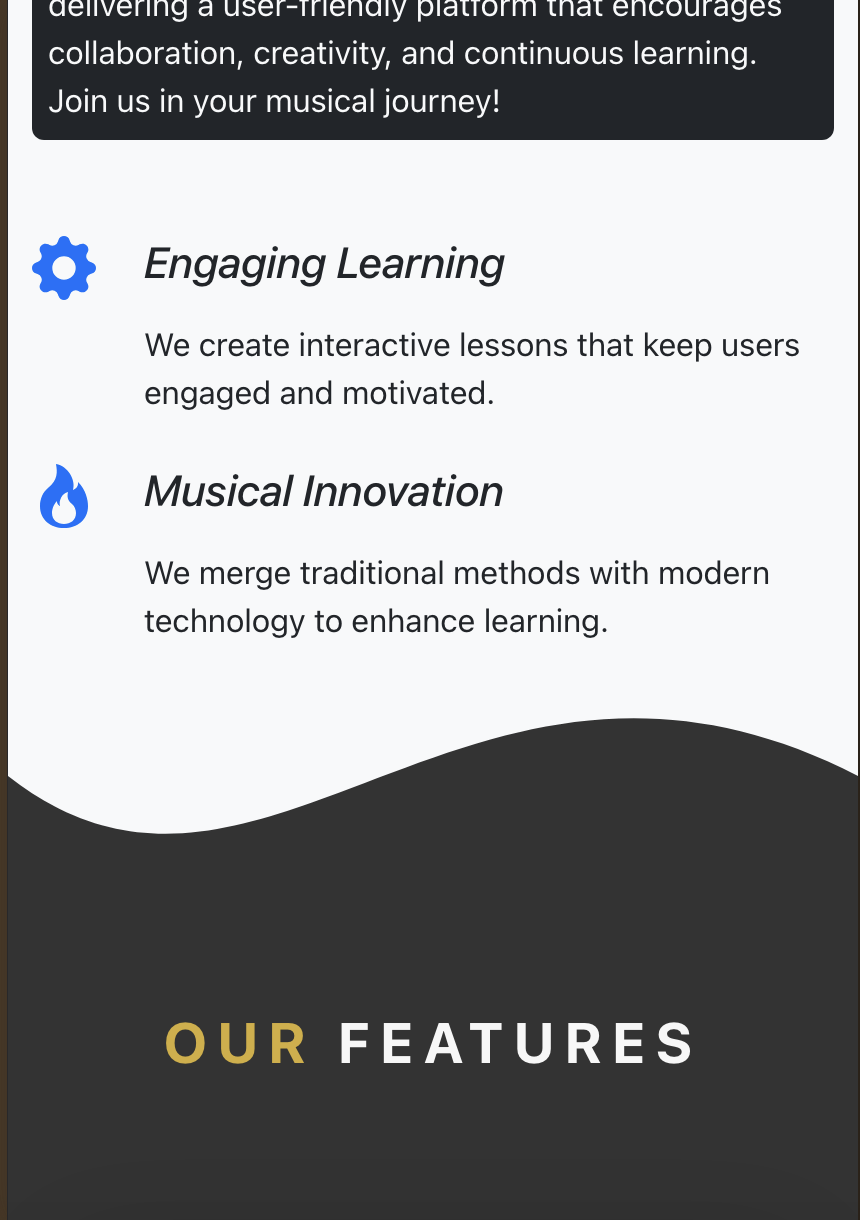 delivering a user-friendly platform that encourages
collaboration, creativity, and continuous learning.
Join us in your musical journey!
Engaging Learning
We create interactive lessons that keep users
engaged and motivated.
Musical Innovation
We merge traditional methods with modern
technology to enhance learning.
OUR FEATURES